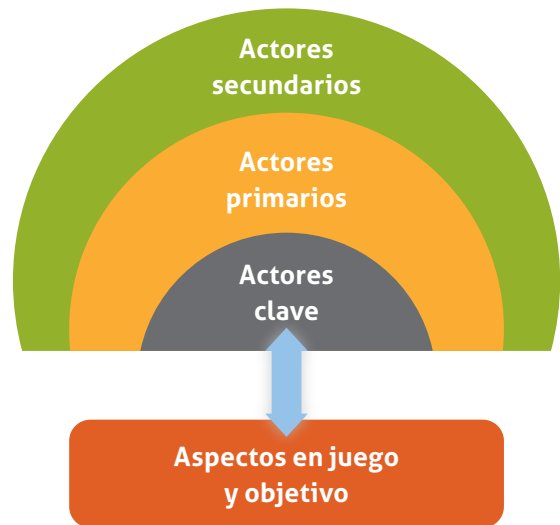 Actores
secundarios
Actores
primarios
Actores
clave
Aspectos en juego
y objetivo